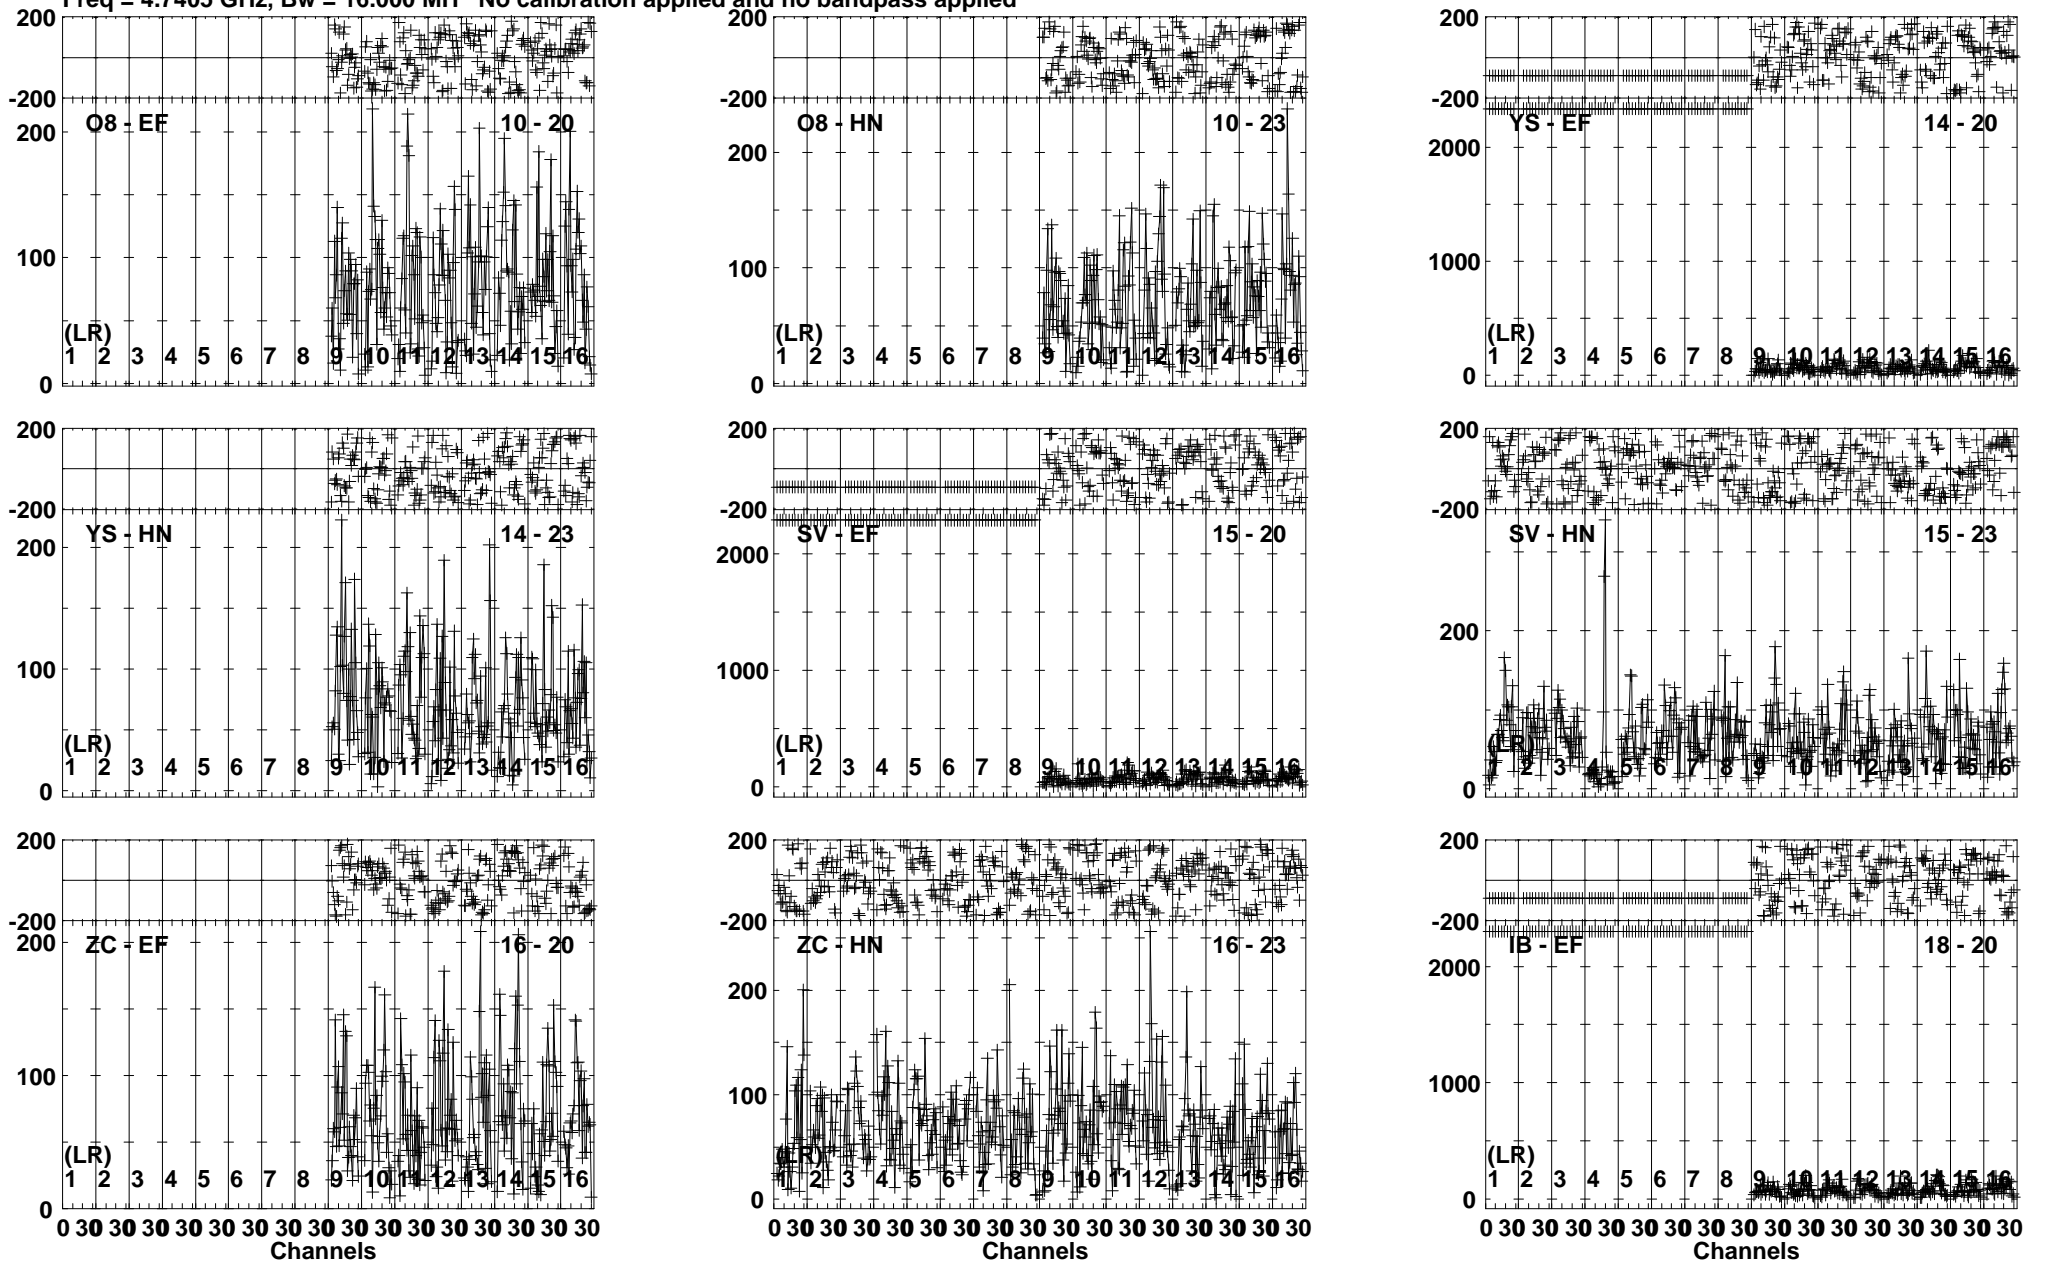 Freq = 4.7405 GHz, Bw = 16.000 MH No calibration applied and no bandpass applied
200
-200
O8 - EF 10 - 20
200
100
0
(LR)
1 2 3 4 5 6 7 8 9 10 11 12 13 14 15 16
200
-200
O8 - HN 10 - 23
200
100
0
(LR)
1 2 3 4 5 6 7 8 9 10 11 12 13 14 15 16
200
-200
YS - EF 14 - 20
2000
1000
0
(LR)
1 2 3 4 5 6 7 8 9 10 11 12 13 14 15 16
200
-200
YS - HN 14 - 23
200
100
0
(LR)
1 2 3 4 5 6 7 8 9 10 11 12 13 14 15 16
200
-200
SV - EF 15 - 20
2000
1000
0
(LR)
1 2 3 4 5 6 7 8 9 10 11 12 13 14 15 16
200
-200
SV - HN 15 - 23
200
0
(LR)
1 2 3 4 5 6 7 8 9 10 11 12 13 14 15 16
200
-200
ZC - EF 16 - 20
200
100
0
(LR)
1 2 3 4 5 6 7 8 9 10 11 12 13 14 15 16
0 30 30 30 30 30 30 30 30 30 30 30 30 30 30 30 30
Channels
200
-200
ZC - HN 16 - 23
200
100
0
(LR)
1 2 3 4 5 6 7 8 9 10 11 12 13 14 15 16
0 30 30 30 30 30 30 30 30 30 30 30 30 30 30 30 30
Channels
200
-200
IB - EF 18 - 20
2000
1000
0
(LR)
1 2 3 4 5 6 7 8 9 10 11 12 13 14 15 16
0 30 30 30 30 30 30 30 30 30 30 30 30 30 30 30 30
Channels